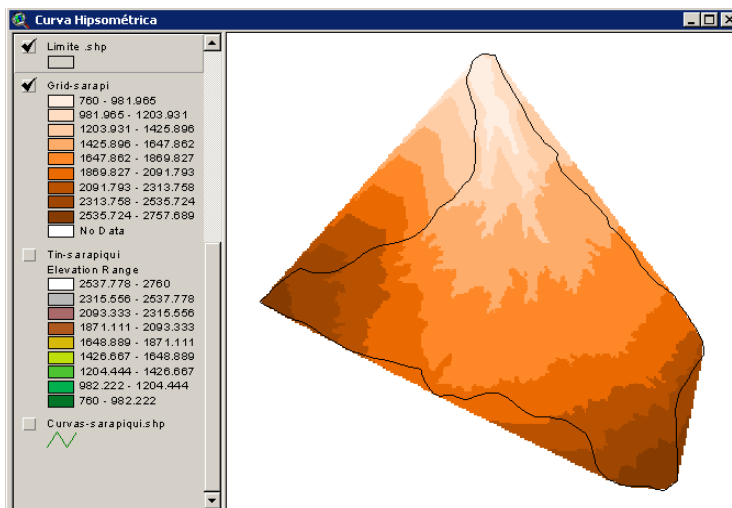 Curva Hipsométrica
Limite .shp
Grid-sarapi
760 - 981.965
981.965 - 1203.931
1203.931 - 1425.896
1425.896 - 1647.862
1647.862 - 1869.827
1869.827 - 2091.793
2091.793 - 2313.758
2313.758 - 2535.724
2535.724 - 2757.689
No Data
Tin-sarapiqui
Elevation Range
2537.778 - 2760
2315.556 - 2537.778
2093.333 - 2315.556
1871.111 - 2093.333
1648.889 - 1871.111
1426.667 - 1648.889
1204.444 - 1426.667
982.222 - 1204.444
760 - 982.222
Curvas-sarapiqui.shp